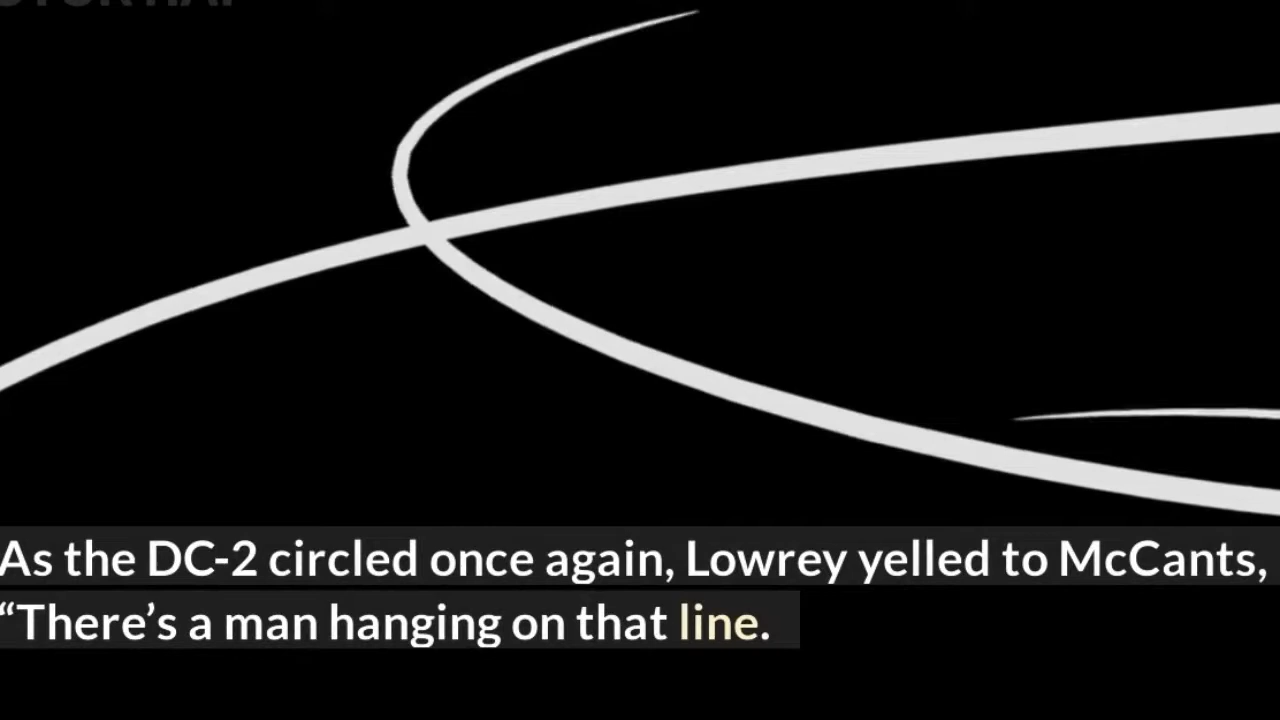 As the DC-2 circled once again, Lowrey yelled to McCants,
“There’s a man hanging on that line.